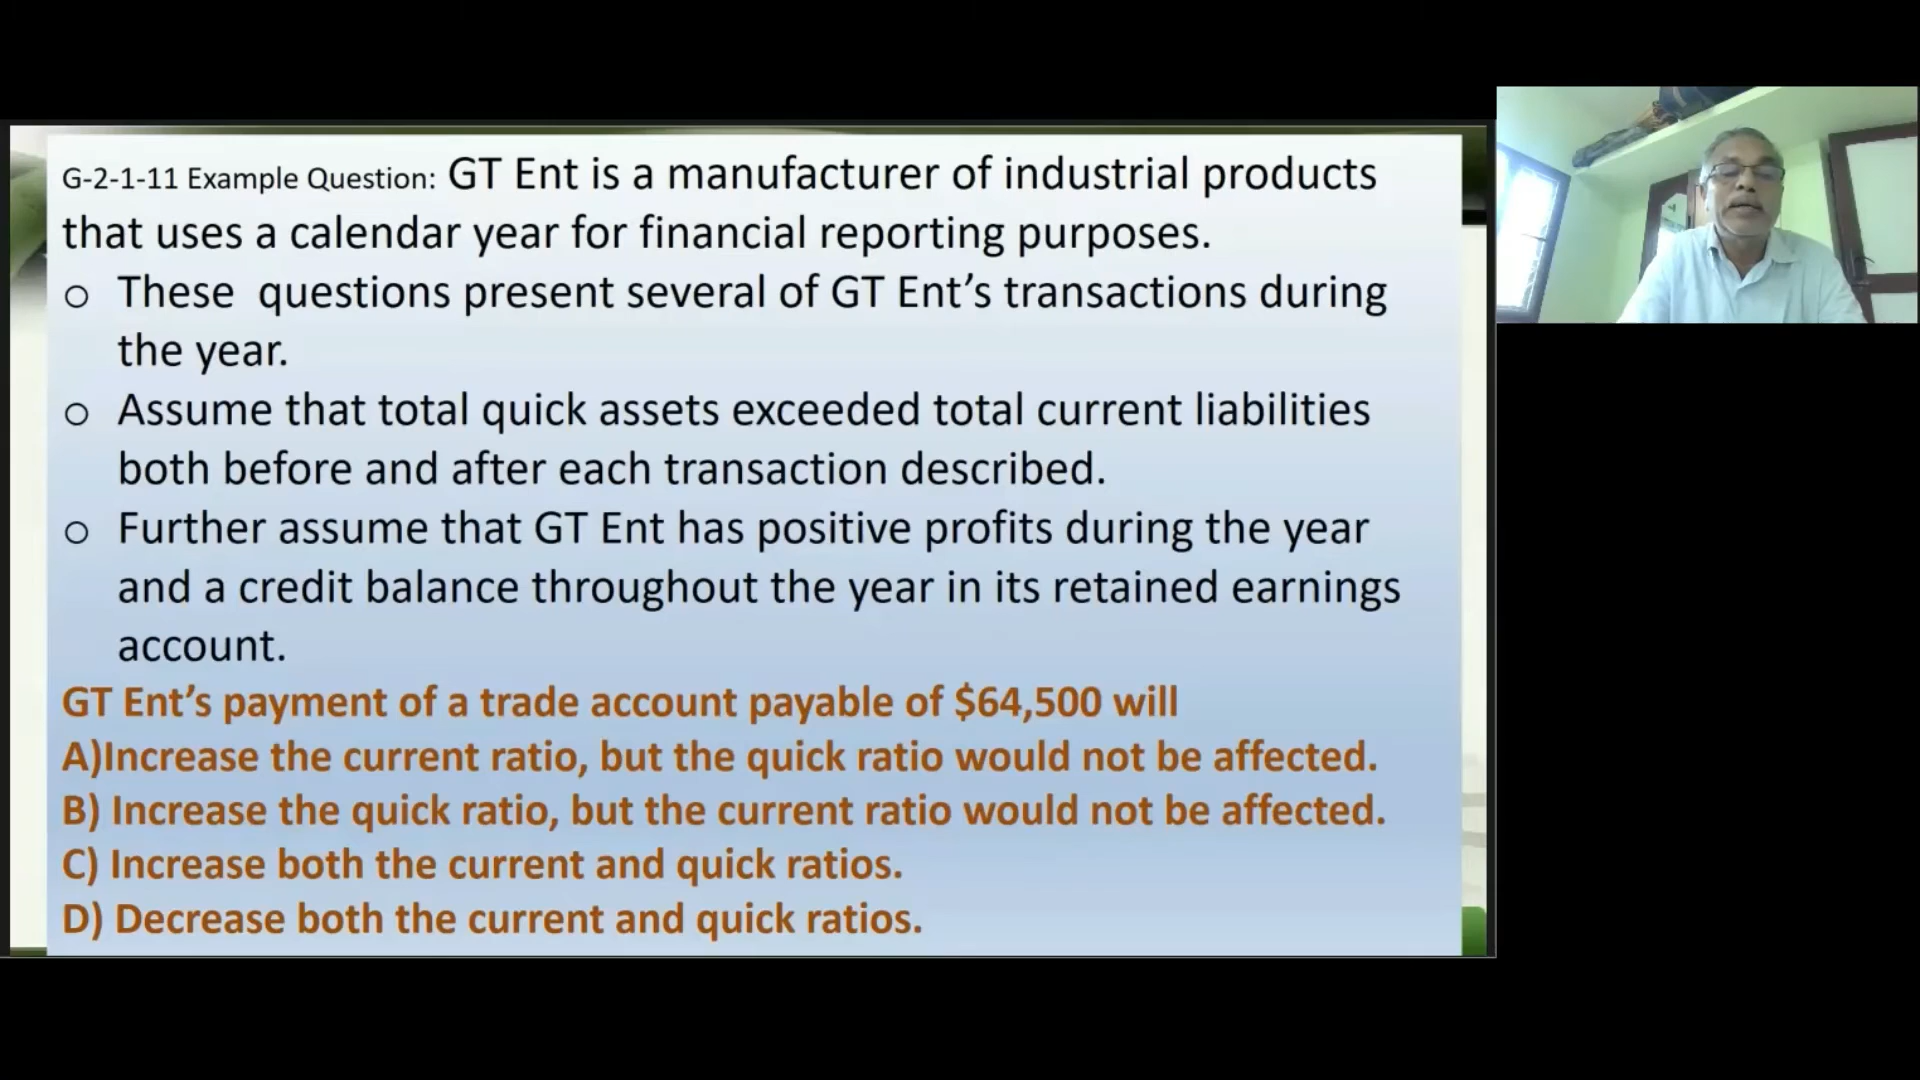 G-2-1-11 Example Question: GT Ent is a manufacturer of industrial products
that uses a calendar year for financial reporting purposes.
o These questions present several of GT Ent’s transactions during
the year.
o Assume that total quick assets exceeded total current liabilities
both before and after each transaction described.
o Further assume that GT Ent has positive profits during the year
and a credit balance throughout the year in its retained earnings
account.
GT Ent’s payment of a trade account payable of $64,500 will
A)Increase the current ratio, but the quick ratio would not be affected.
B) Increase the quick ratio, but the current ratio would not be affected.
C) Increase both the current and quick ratios.
D) Decrease both the current and quick ratios.